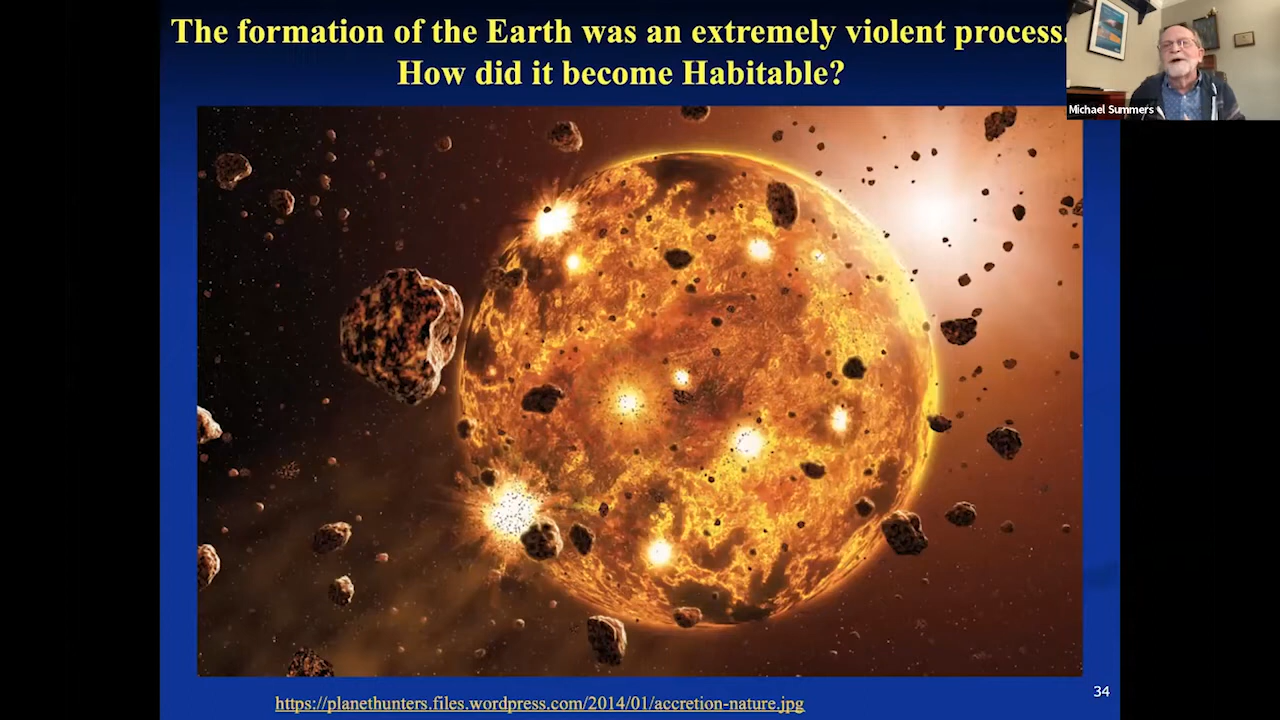 The formation of the Earth was an extremely violent process.
How did it become Habitable?
Michael Summers
https://planethunters.files.wordpress.com/2014/01/accretion-nature.jpg
34